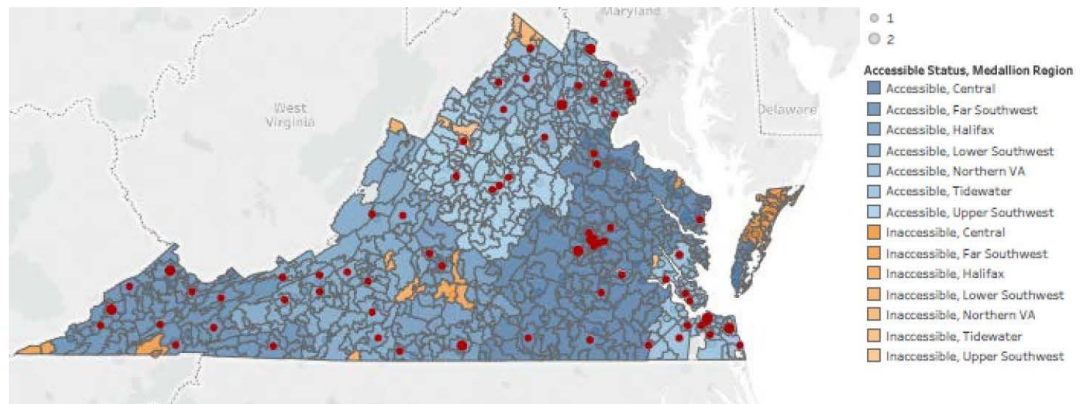 Maryland
West
Virginia
Delaware
1
2
Accessible Status, Medallion Region
Accessible, Central
Accessible, Far Southwest
Accessible, Halifax
Accessible, Lower Southwest
Accessible, Northern VA
Accessible, Tidewater
Accessible, Upper Southwest
Inaccessible, Central
Inaccessible, Far Southwest
Inaccessible, Halifax
Inaccessible, Lower Southwest
Inaccessible, Northern VA
Inaccessible, Tidewater
Inaccessible, Upper Southwest